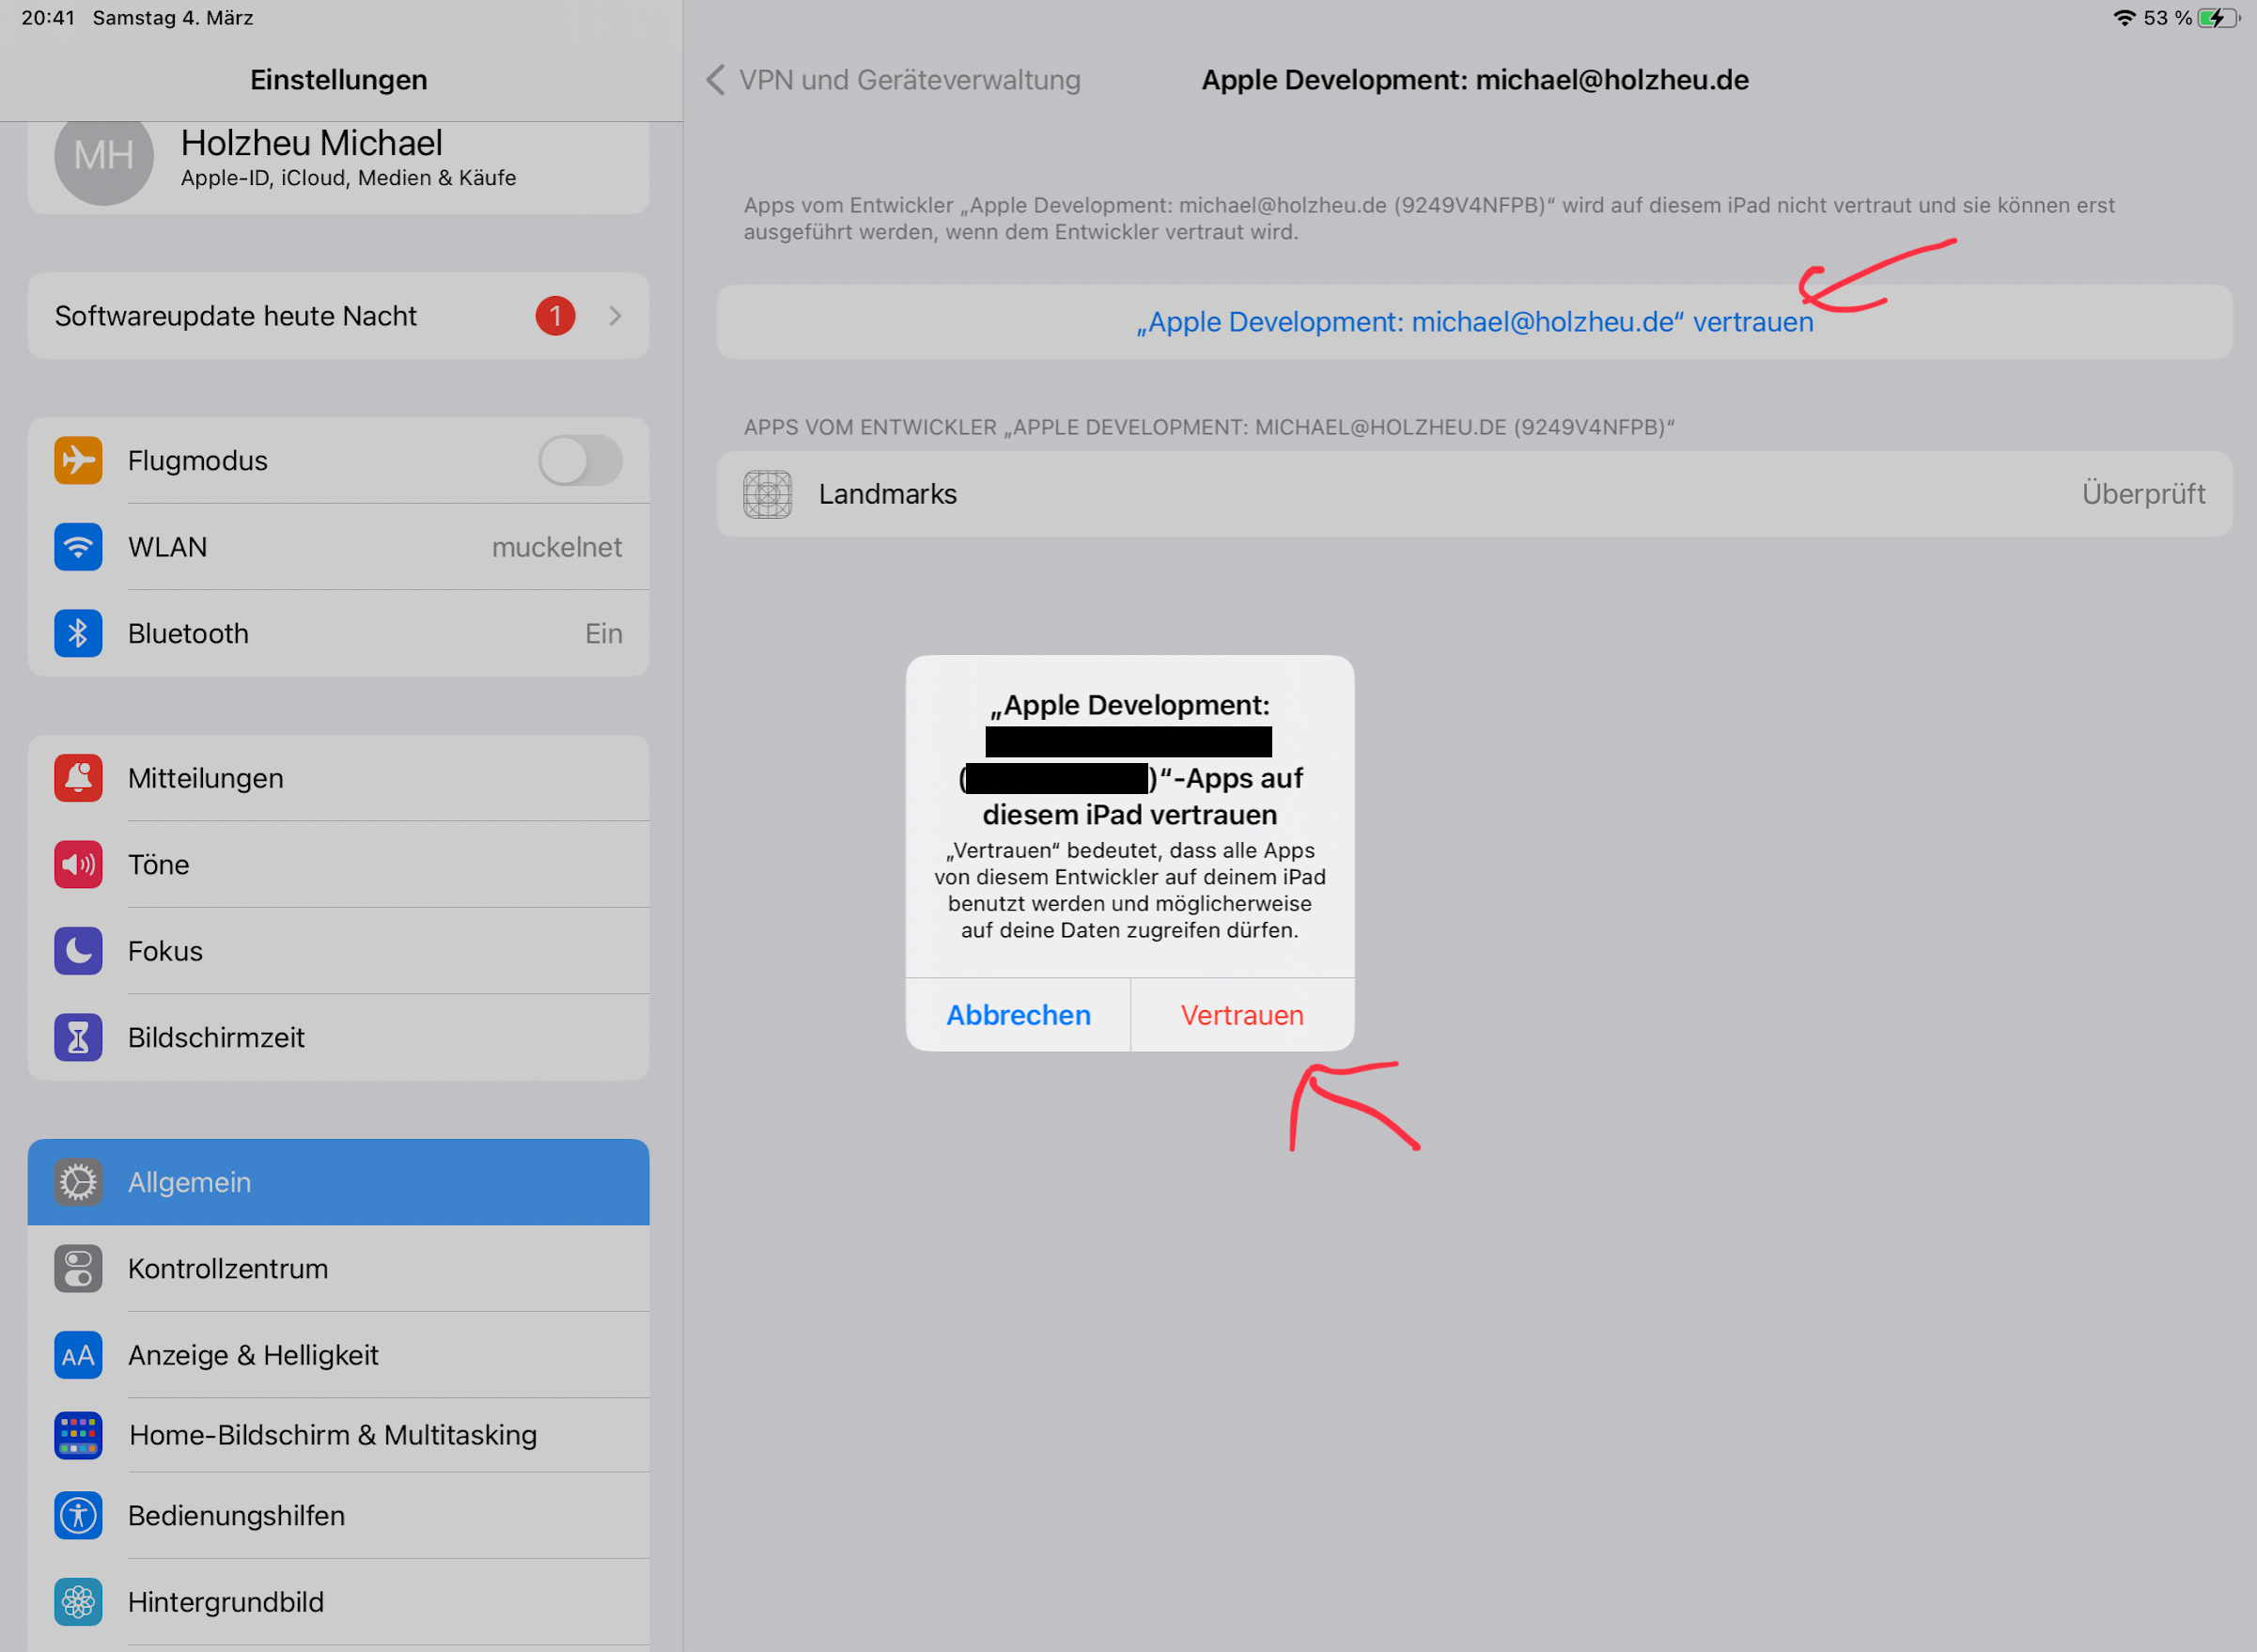 20:41 Samstag 4. März
53 %
Einstellungen
MH
Holzheu Michael
Apple-ID, iCloud, Medien & Käufe
Softwareupdate heute Nacht
1
Flugmodus
WLAN
muckelnet
Bluetooth
Ein
Mitteilungen
Töne
Fokus
Bildschirmzeit
Allgemein
Kontrollzentrum
AA
Anzeige & Helligkeit
Home-Bildschirm & Multitasking
Bedienungshilfen
Hintergrundbild
VPN und Geräteverwaltung
Apple Development: michael@holzheu.de
Apps vom Entwickler „Apple Development: michael@holzheu.de (9249V4NFPB)“ wird auf diesem iPad nicht vertraut und sie können erst
ausgeführt werden, wenn dem Entwickler vertraut wird.
„Apple Development: michael@holzheu.de“ vertrauen
APPS VOM ENTWICKLER „APPLE DEVELOPMENT: MICHAEL@HOLZHEU.DE (9249V4NFPB)“
Landmarks
Überprüft
„Apple Development:
( )“-Apps auf
diesem iPad vertrauen
„Vertrauen“ bedeutet, dass alle Apps
von diesem Entwickler auf deinem iPad
benutzt werden und möglicherweise
auf deine Daten zugreifen dürfen.
Abbrechen
Vertrauen